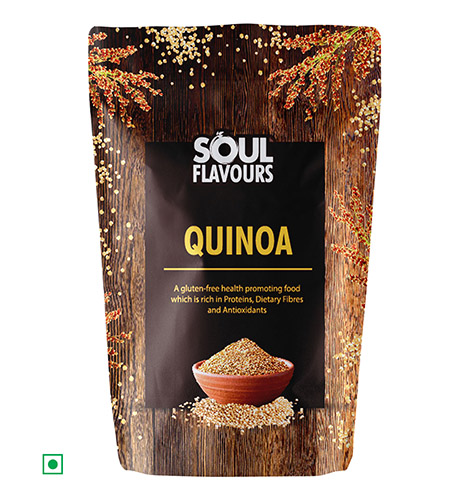 SOUL
FLAVOURS
QUINOA
A gluten-free health promoting food
which is rich in Proteins, Dietary Fibres
and Antioxidants